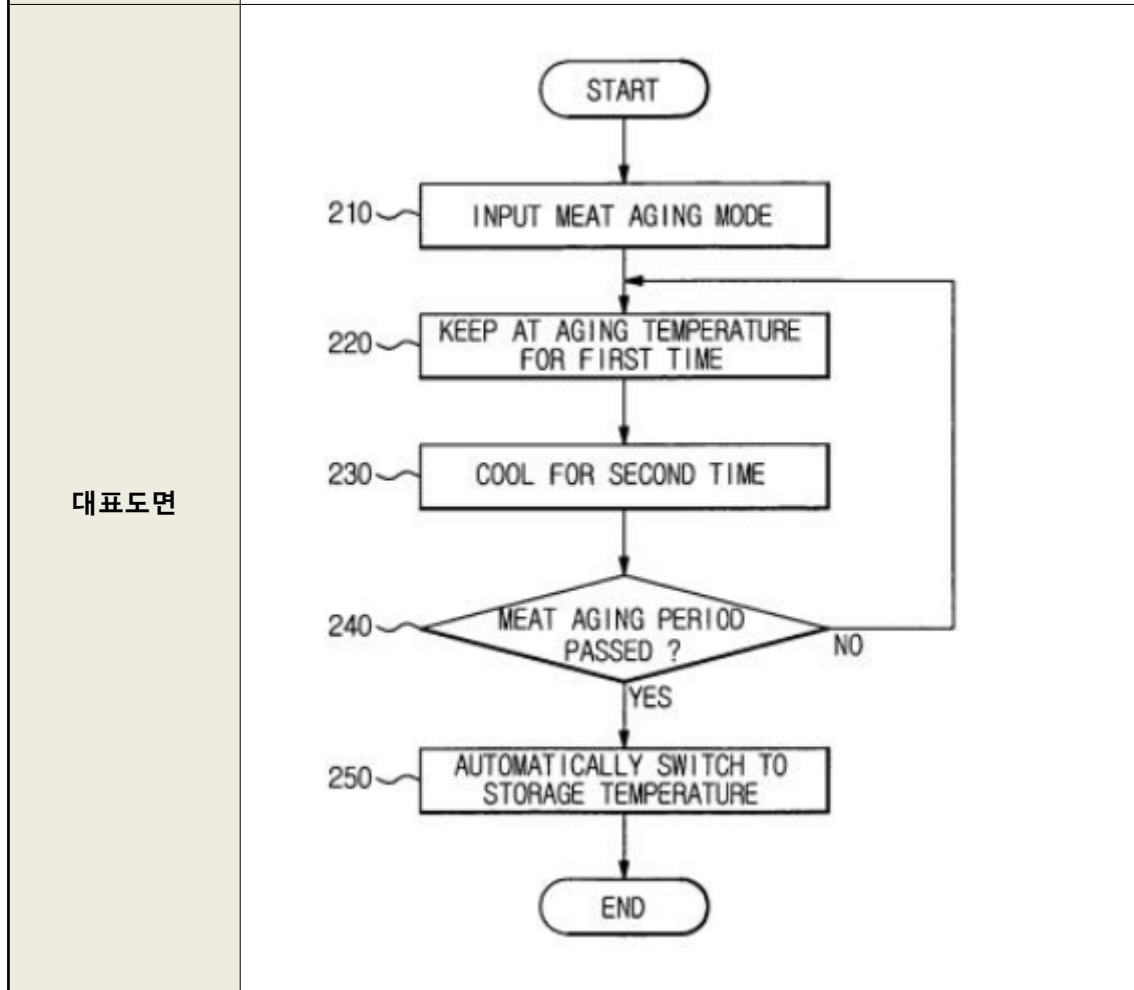 대표도면
START
210
INPUT MEAT AGING MODE
220
KEEP AT AGING TEMPERATURE
FOR FIRST TIME
230
COOL FOR SECOND TIME
240
MEAT AGING PERIOD
PASSED ?
NO
YES
250
AUTOMATICALLY SWITCH TO
STORAGE TEMPERATURE
END